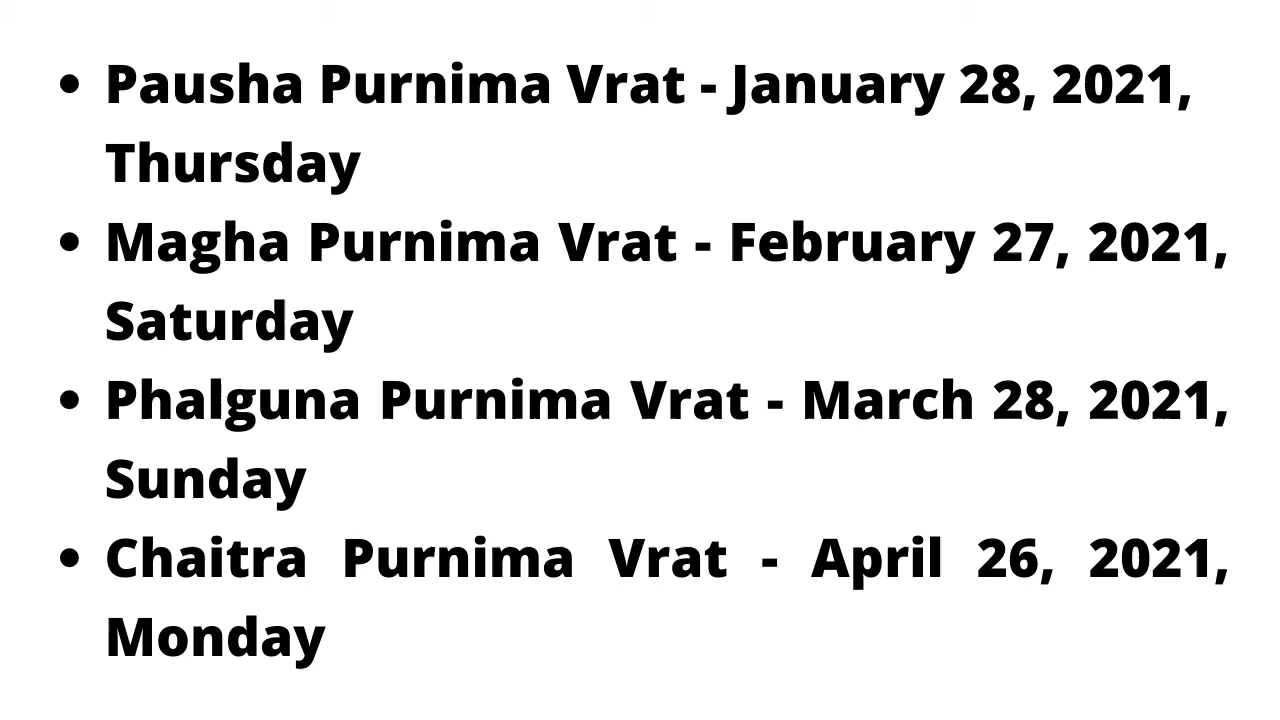 • Pausha Purnima Vrat - January 28, 2021,
Thursday
• Magha Purnima Vrat - February 27, 2021,
Saturday
• Phalguna Purnima Vrat - March 28, 2021,
Sunday
• Chaitra Purnima Vrat - April 26, 2021,
Monday